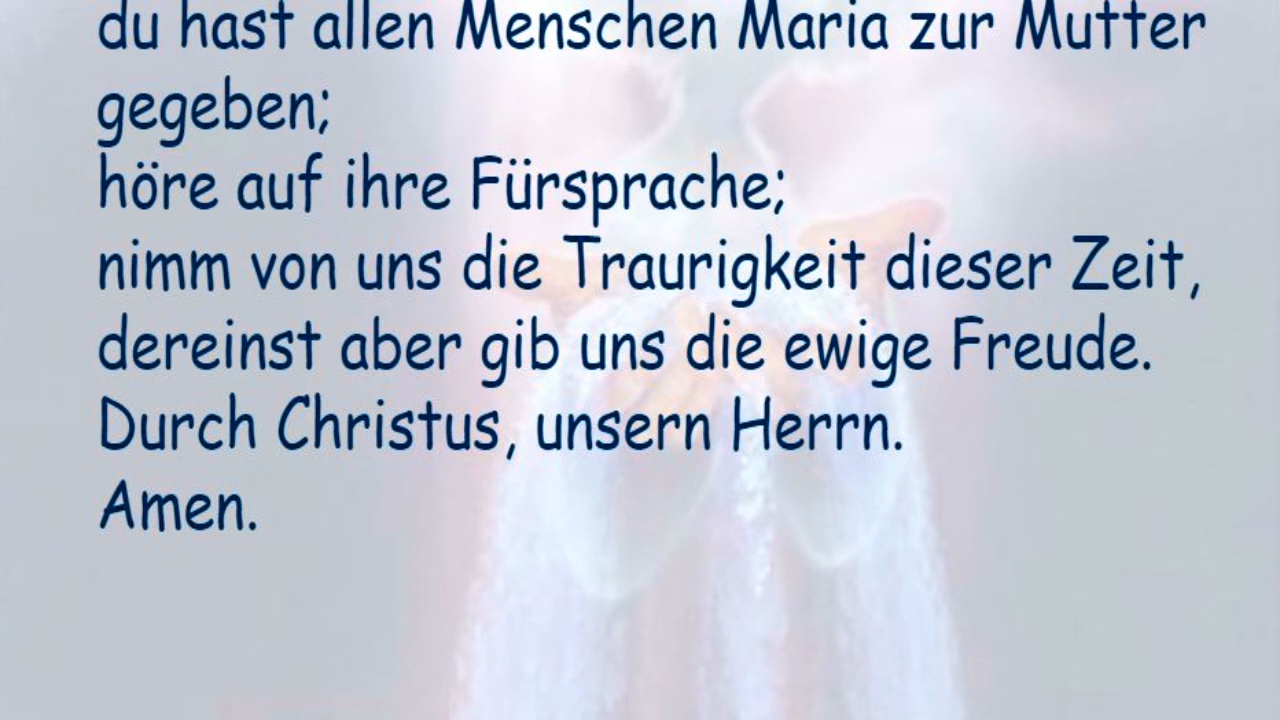 du hast allen Menschen Maria zur Mutter
gegeben;
höre auf ihre Fürsprache;
nimm von uns die Traurigkeit dieser Zeit,
dereinst aber gib uns die ewige Freude.
Durch Christus, unsern Herrn.
Amen.